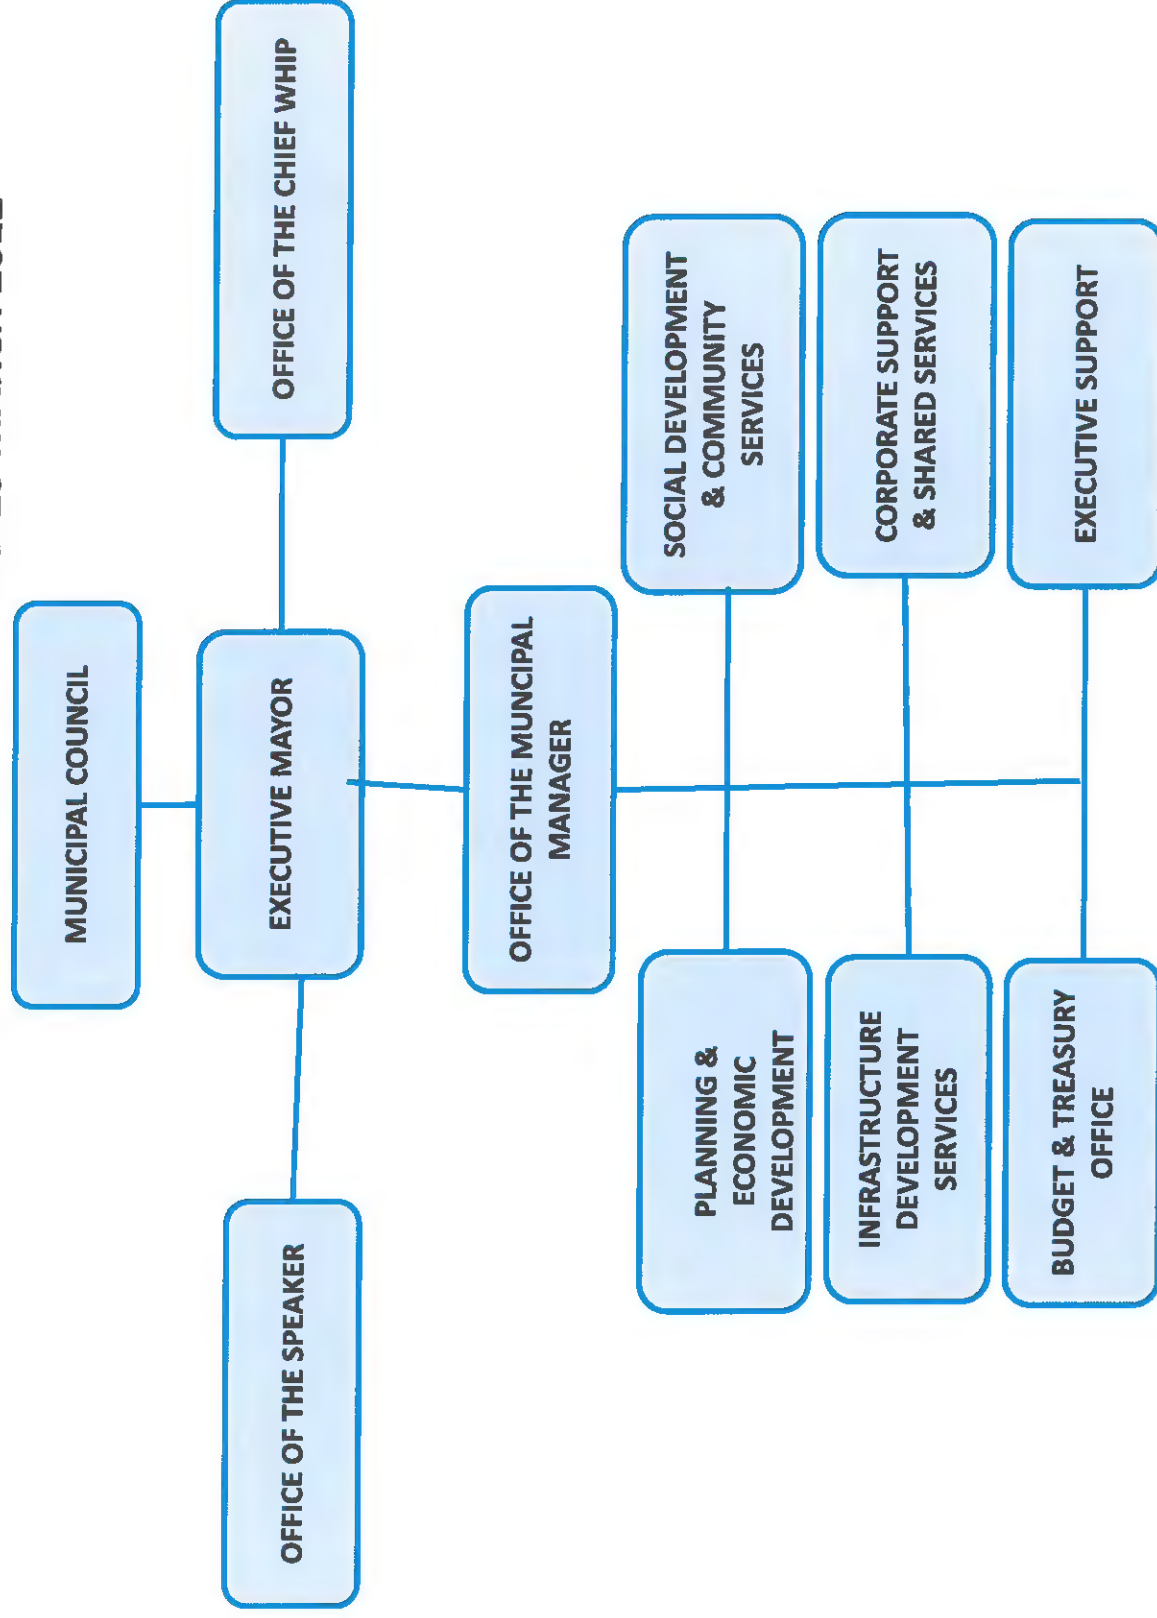 MUNICIPAL COUNCIL
OFFICE OF THE SPEAKER
EXECUTIVE MAYOR
OFFICE OF THE CHIEF WHIP
OFFICE OF THE MUNCIPAL
MANAGER
PLANNING &
ECONOMIC
DEVELOPMENT
SOCIAL DEVELOPMENT
& COMMUNITY
SERVICES
INFRASTRUCTURE
DEVELOPMENT
SERVICES
CORPORATE SUPPORT
& SHARED SERVICES
BUDGET & TREASURY
OFFICE
EXECUTIVE SUPPORT